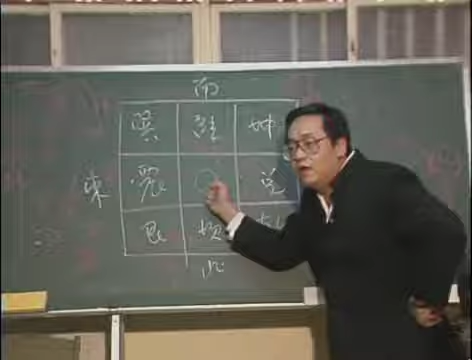 南
巽 離 坤
東 震 兌
艮 坎
北